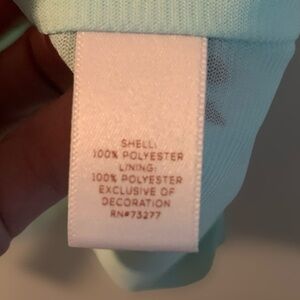 SHELL:
100% POLYESTER
LINING:
100% POLYESTER
EXCLUSIVE OF
DECORATION
RN#73277